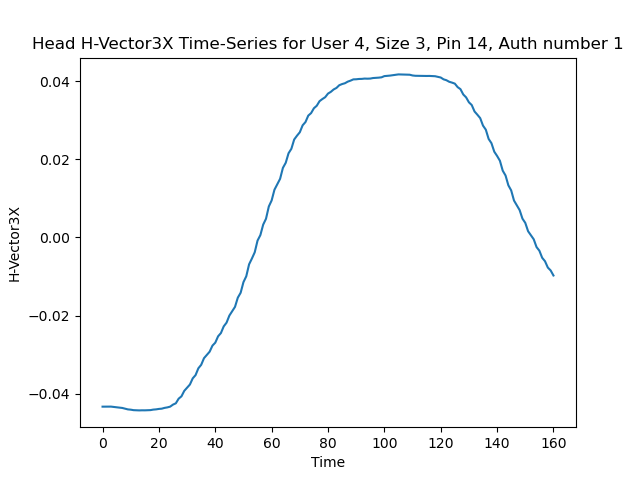 Head H-Vector3X Time-Series for User 4, Size 3, Pin 14, Auth number 1
H-Vector3X
0.04
0.02
0.00
−0.02
−0.04
0 20 40 60 80 100 120 140 160
Time